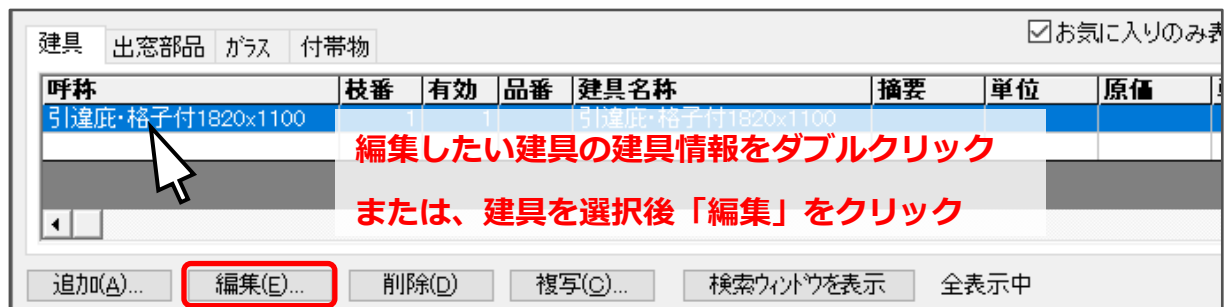 建具 出窓部品 ガラス 付帯物 お気に入りのみ表
呼称 枝番 有効 品番 建具名称 摘要 単位 原価
引違庇・格子付1820x1100 1 1 引違庇・格子付1820x1100
編集したい建具の建具情報をダブルクリック
または、建具を選択後「編集」をクリック
追加(A)... 編集(E)... 削除(D) 複写(C)... 検索ウィンドウを表示 全表示中